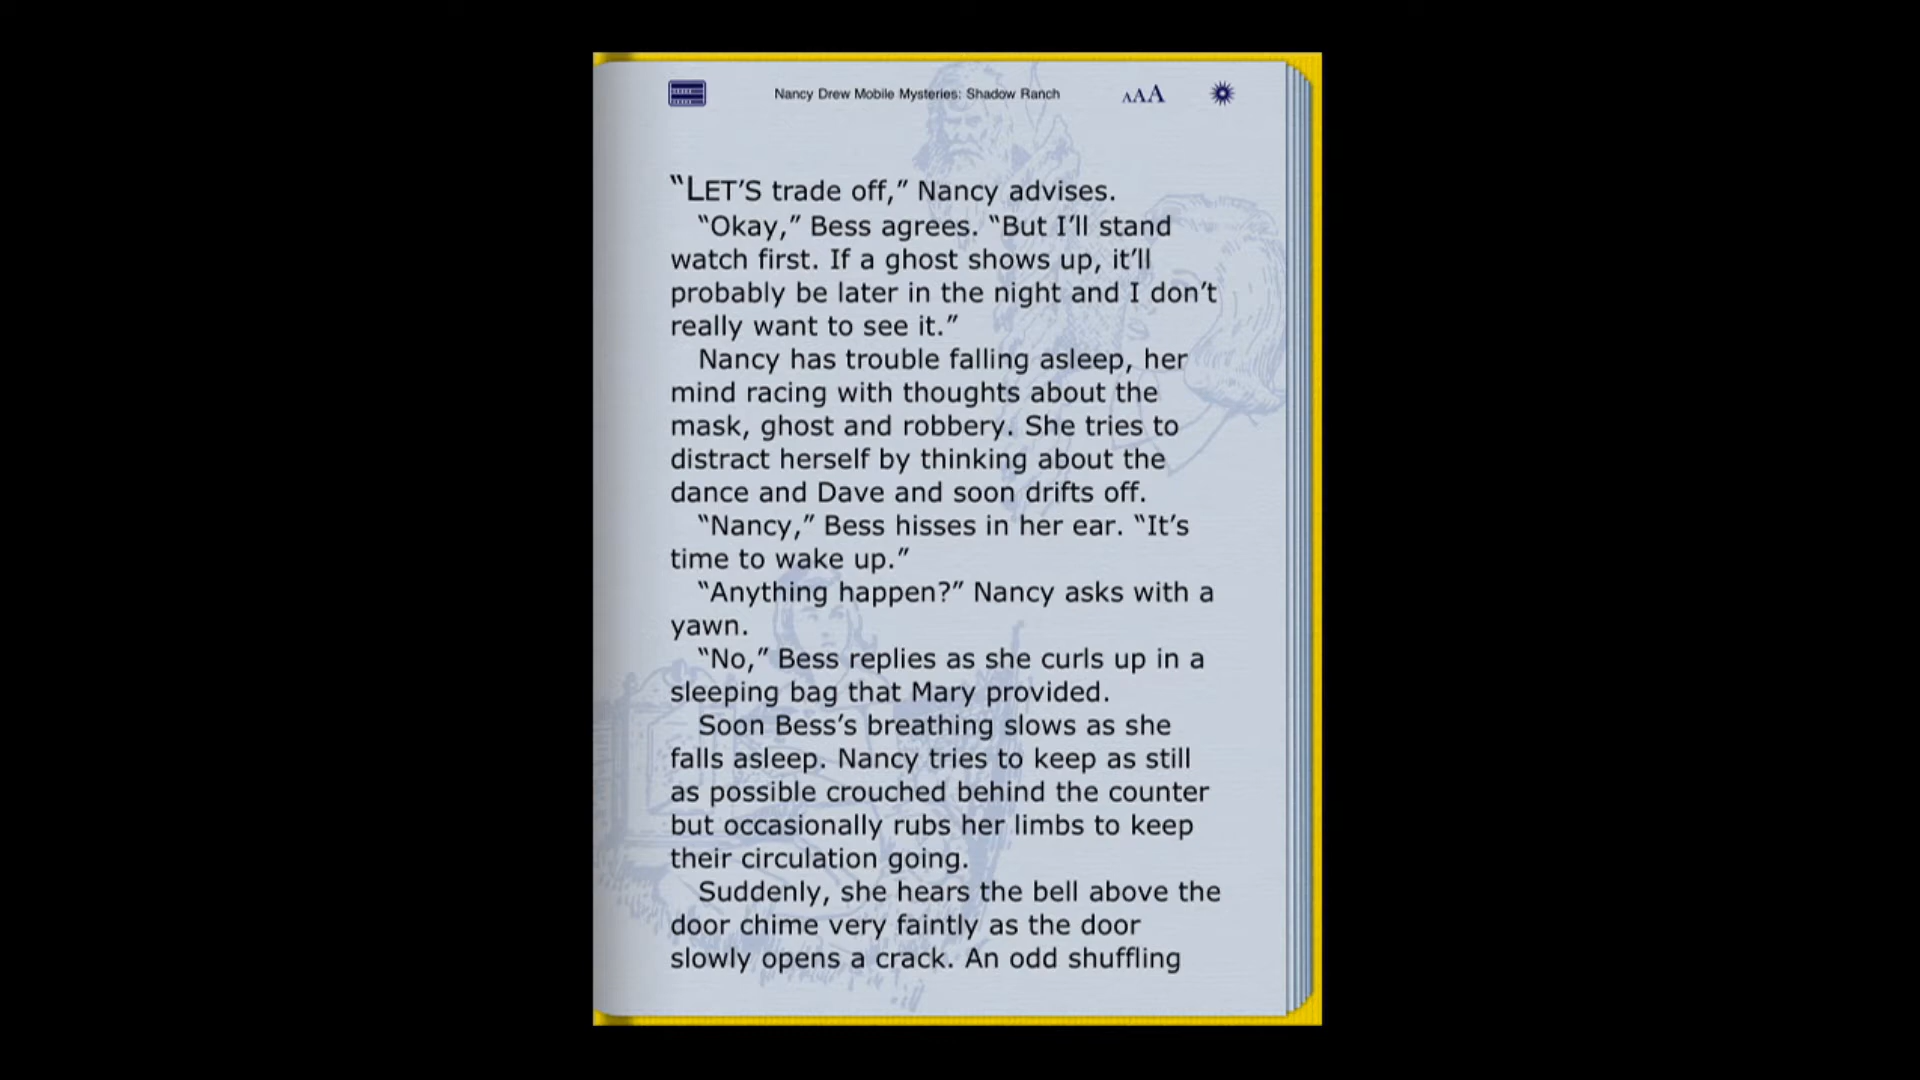 Nancy Drew Mobile Mysteries: Shadow Ranch
AAA
“LET’S trade off,” Nancy advises.
“Okay,” Bess agrees. “But I’ll stand
watch first. If a ghost shows up, it’ll
probably be later in the night and I don’t
really want to see it.”
Nancy has trouble falling asleep, her
mind racing with thoughts about the
mask, ghost and robbery. She tries to
distract herself by thinking about the
dance and Dave and soon drifts off.
“Nancy,” Bess hisses in her ear. “It’s
time to wake up.”
“Anything happen?” Nancy asks with a
yawn.
“No,” Bess replies as she curls up in a
sleeping bag that Mary provided.
Soon Bess’s breathing slows as she
falls asleep. Nancy tries to keep as still
as possible crouched behind the counter
but occasionally rubs her limbs to keep
their circulation going.
Suddenly, she hears the bell above the
door chime very faintly as the door
slowly opens a crack. An odd shuffling